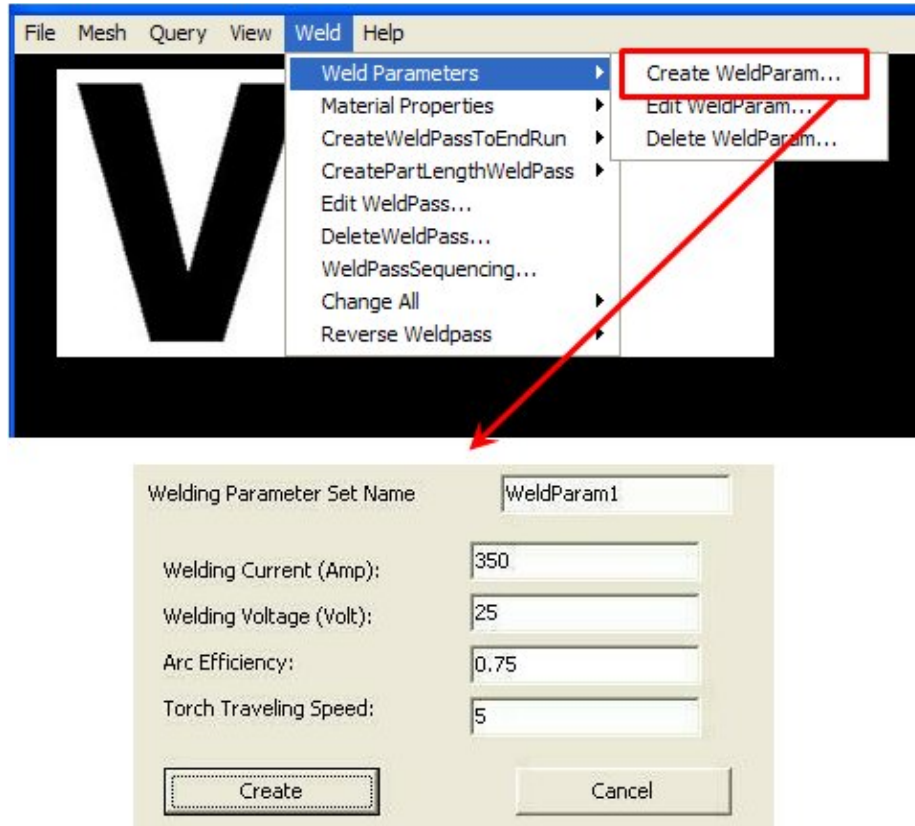 File Mesh Query View Weld Help
Weld Parameters
Material Properties
CreateWeldPassToEndRun
CreatePartLengthWeldPass
Edit WeldPass...
DeleteWeldPass...
WeldPassSequencing...
Change All
Reverse Weldpass
Create WeldParam...
Edit WeldParam...
Delete WeldParam...
V
Welding Parameter Set Name WeldParam1
Welding Current (Amp): 350
Welding Voltage (Volt): 25
Arc Efficiency: 0.75
Torch Traveling Speed: 5
Create Cancel